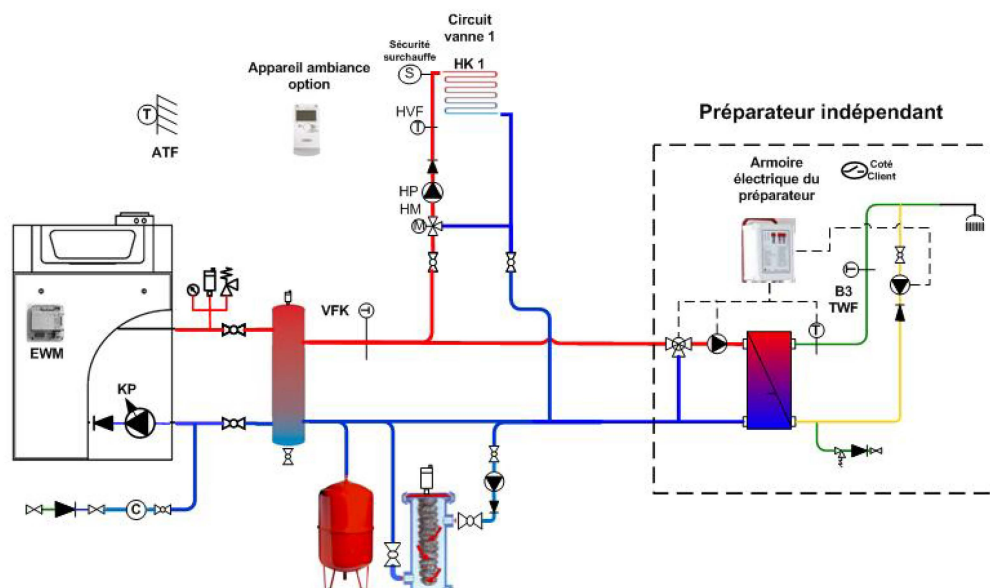 Circuit
vanne 1
Sécurité
surchauffe
HK 1
S
Appareil ambiance
option
HVF
T
T
ATF
HP
HM
M
Préparateur indépendant
Armoire
électrique du
préparateur
Coté
Client
B3
TWF
T
T
VFK
T
EWM
KP
C